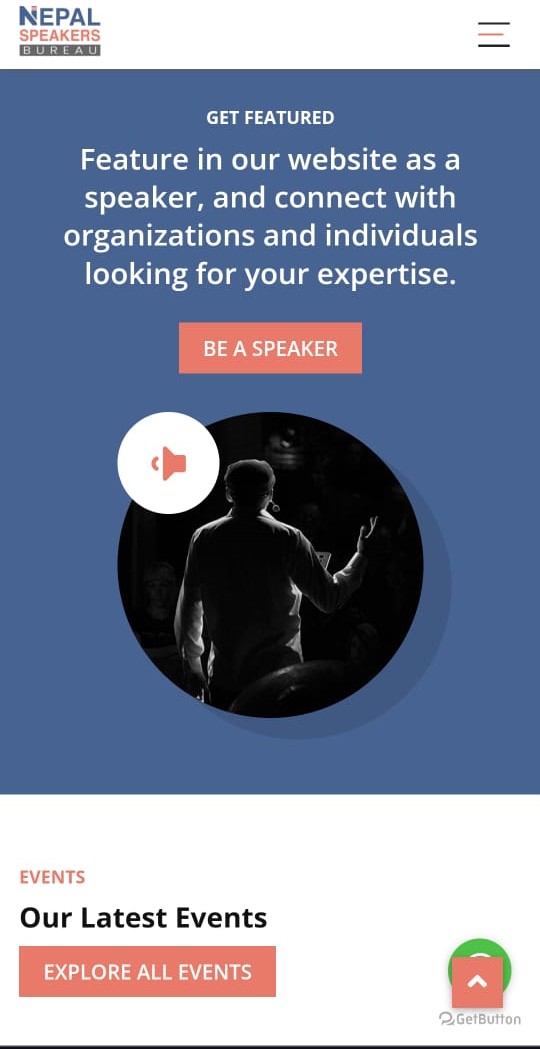 NEPAL
SPEAKERS
BUREAU
GET FEATURED
Feature in our website as a
speaker, and connect with
organizations and individuals
looking for your expertise.
BE A SPEAKER
EVENTS
Our Latest Events
EXPLORE ALL EVENTS
GetButton